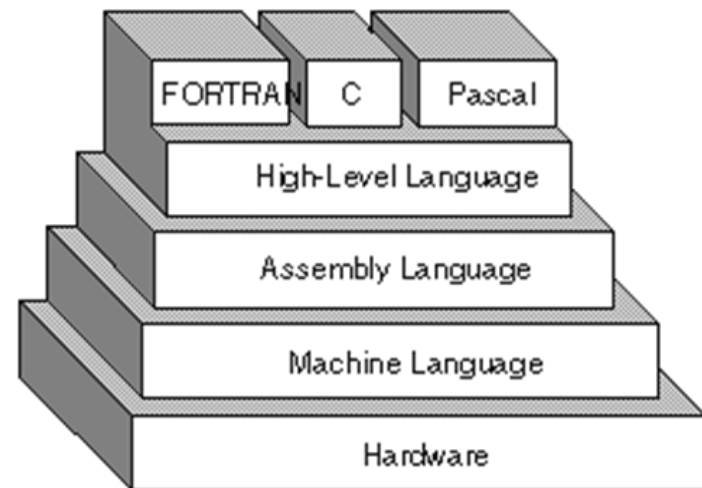 FORTRAN C Pascal
High-Level Language
Assembly Language
Machine Language
Hardware